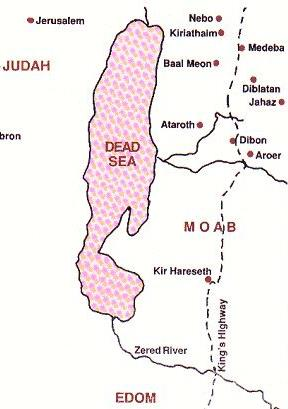 Nebo
Jerusalem
Kiriathaim
Medeba
JUDAH
Baal Meon
Diblatan
Jahaz
Ataroth
bron
DEAD
SEA
Dibon
Aroer
MOAB
Kir Hareseth
King's Highway
Zered River
EDOM